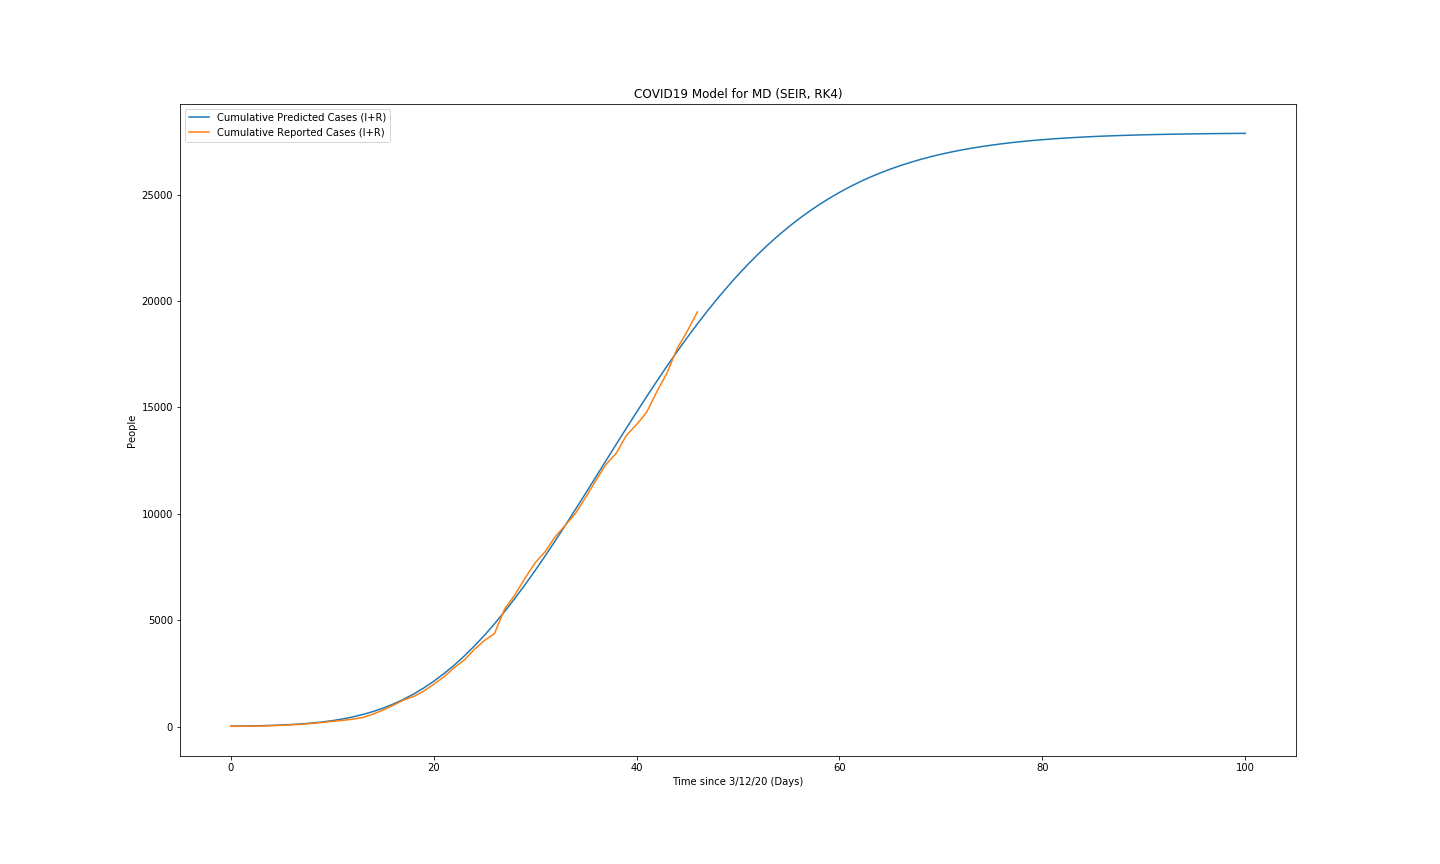 COVID19 Model for MD (SEIR, RK4)
Cumulative Predicted Cases (I+R)
Cumulative Reported Cases (I+R)
25000
20000
15000
10000
5000
0
People
0 20 40 60 80 100
Time since 3/12/20 (Days)